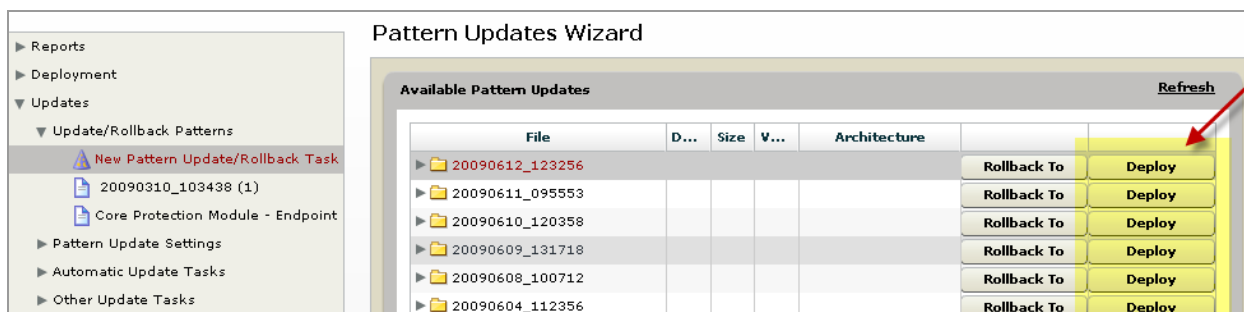 Pattern Updates Wizard
Reports
Deployment
Updates
Update/Rollback Patterns
New Pattern Update/Rollback Task
20090310_103438 (1)
Core Protection Module - Endpoint
Pattern Update Settings
Automatic Update Tasks
Other Update Tasks
Available Pattern Updates Refresh
File D... Size V... Architecture
20090612_123256 Rollback To Deploy
20090611_095553 Rollback To Deploy
20090610_120358 Rollback To Deploy
20090609_131718 Rollback To Deploy
20090608_100712 Rollback To Deploy
20090604_112356 Rollback To Deploy